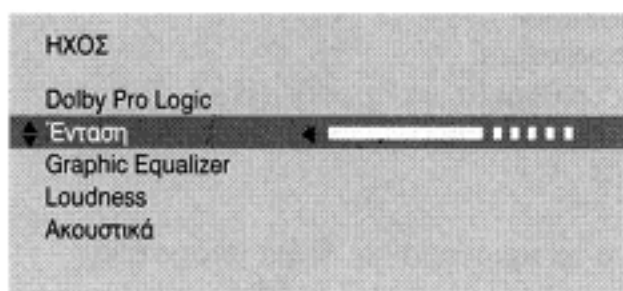 ΗΧΟΣ
Dolby Pro Logic
Ένταση
Graphic Equalizer
Loudness
Ακουστικά